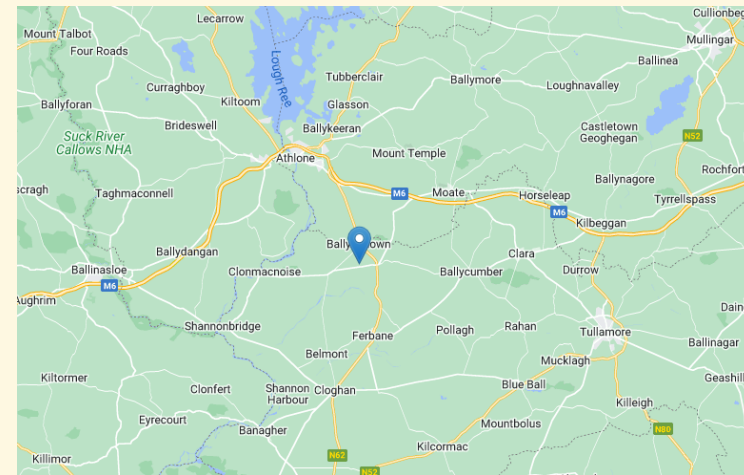 Lecarrow
Cullionbeg
Mount Talbot
Mullingar
Four Roads
Ballinea
Tubberclair
Ballymore
Curraghboy
Lough Ree
Loughnavalley
Ballyforan
Kiltoom
Glasson
Brideswell
Ballykeeran
Castletown
Geoghegan
N52
Suck River
Callows NHA
Athlone
Mount Temple
Rochfort
scragh
Taghmaconnell
M6
Moate
Horseleap
Ballynagore
Tyrrellspass
M6
Kilbeggan
Ballydangan
Clara
Ballinasloe
Clonmacnoise
Ballycumber
Durrow
M6
Aughrim
Shannonbridge
Ferbane
Pollagh
Rahan
Tullamore
Ballinagar
Belmont
Mucklagh
Kiltormer
Clonfert
Shannon
Harbour
Cloghan
Blue Ball
Geashill
Killeigh
Eyrecourt
Banagher
Mountbolus
N80
Killimor
N62
Kilcormac
N52